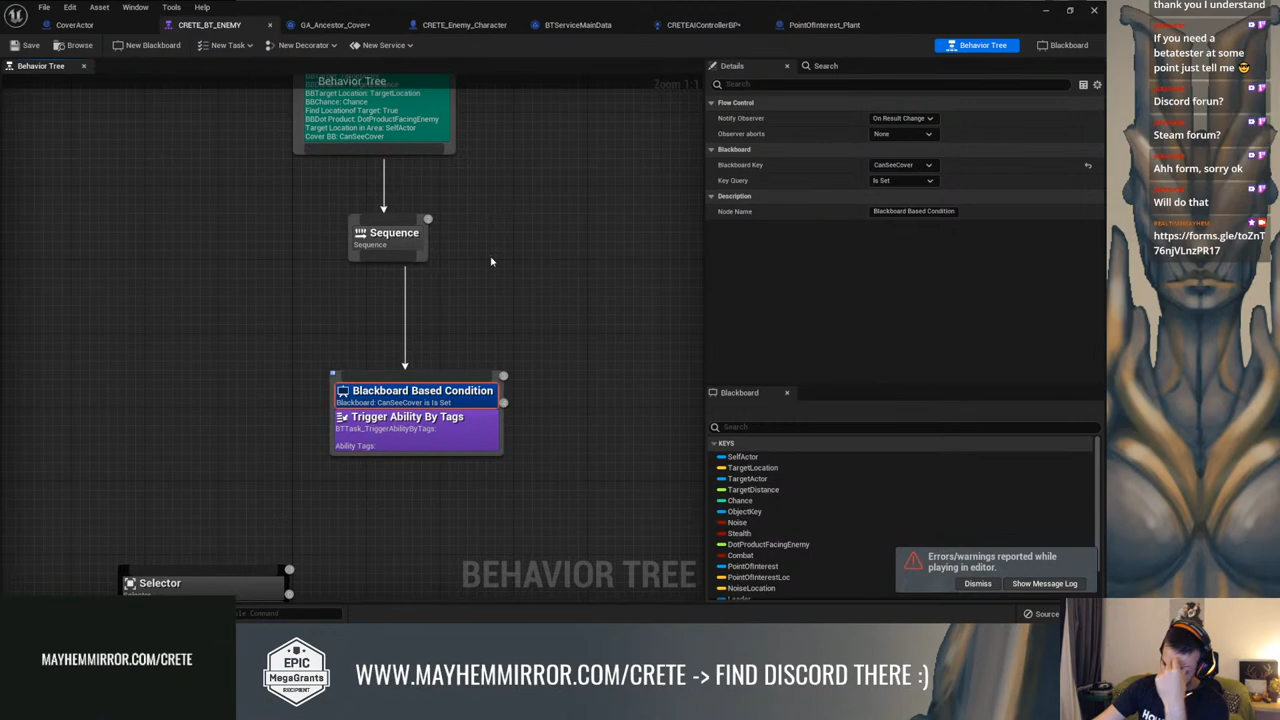 File Edit Asset Window Tools Help
CoverActor
CRETE_BT_ENEMY
GA_Ancestor_Cover*
CRETE_Enemy_Character
BTServiceMainData
CRETEAIControllerBP*
PointOfInterest_Plant
Save Browse New Blackboard New Task New Decorator New Service Behavior Tree Blackboard
Behavior Tree
Details
Search
Zoom 1:1
Search
Behavior Tree
BBTarget Location: TargetLocation
BBChance: Chance
Find Locationof Target: True
BBDot Product: DotProductFacingEnemy
Target Location in Area: SelfActor
Cover BB: CanSeeCover
Sequence
Sequence
Blackboard Based Condition
Blackboard: CanSeeCover is Is Set
Trigger Ability By Tags
BTTask_TriggerAbilityByTags:
Ability Tags:
Selector
BEHAVIOR TREE
Flow Control
Notify Observer On Result Change
Observer aborts None
Blackboard
Blackboard Key CanSeeCover
Key Query Is Set
Description
Node Name Blackboard Based Condition
Blackboard
Search
KEYS
SelfActor
TargetLocation
TargetActor
TargetDistance
Chance
ObjectKey
Noise
Stealth
DotProductFacingEnemy
Combat
PointOfInterest
PointOfInterestLoc
NoiseLocation
Errors/warnings reported while
playing in editor.
Dismiss Show Message Log
Source
thank you I understand
If you need a
betatester at some
point just tell me 😎
Discord forun?
Steam forum?
Ahh form, sorry ok
Will do that
REALTIMEMAYHEM
https://forms.gle/toZnT
76njVLnzPR17
MAYHEMMIRROR.COM/CRETE
EPIC
MegaGrants
RECIPIENT
WWW.MAYHEMMIRROR.COM/CRETE -> FIND DISCORD THERE :)